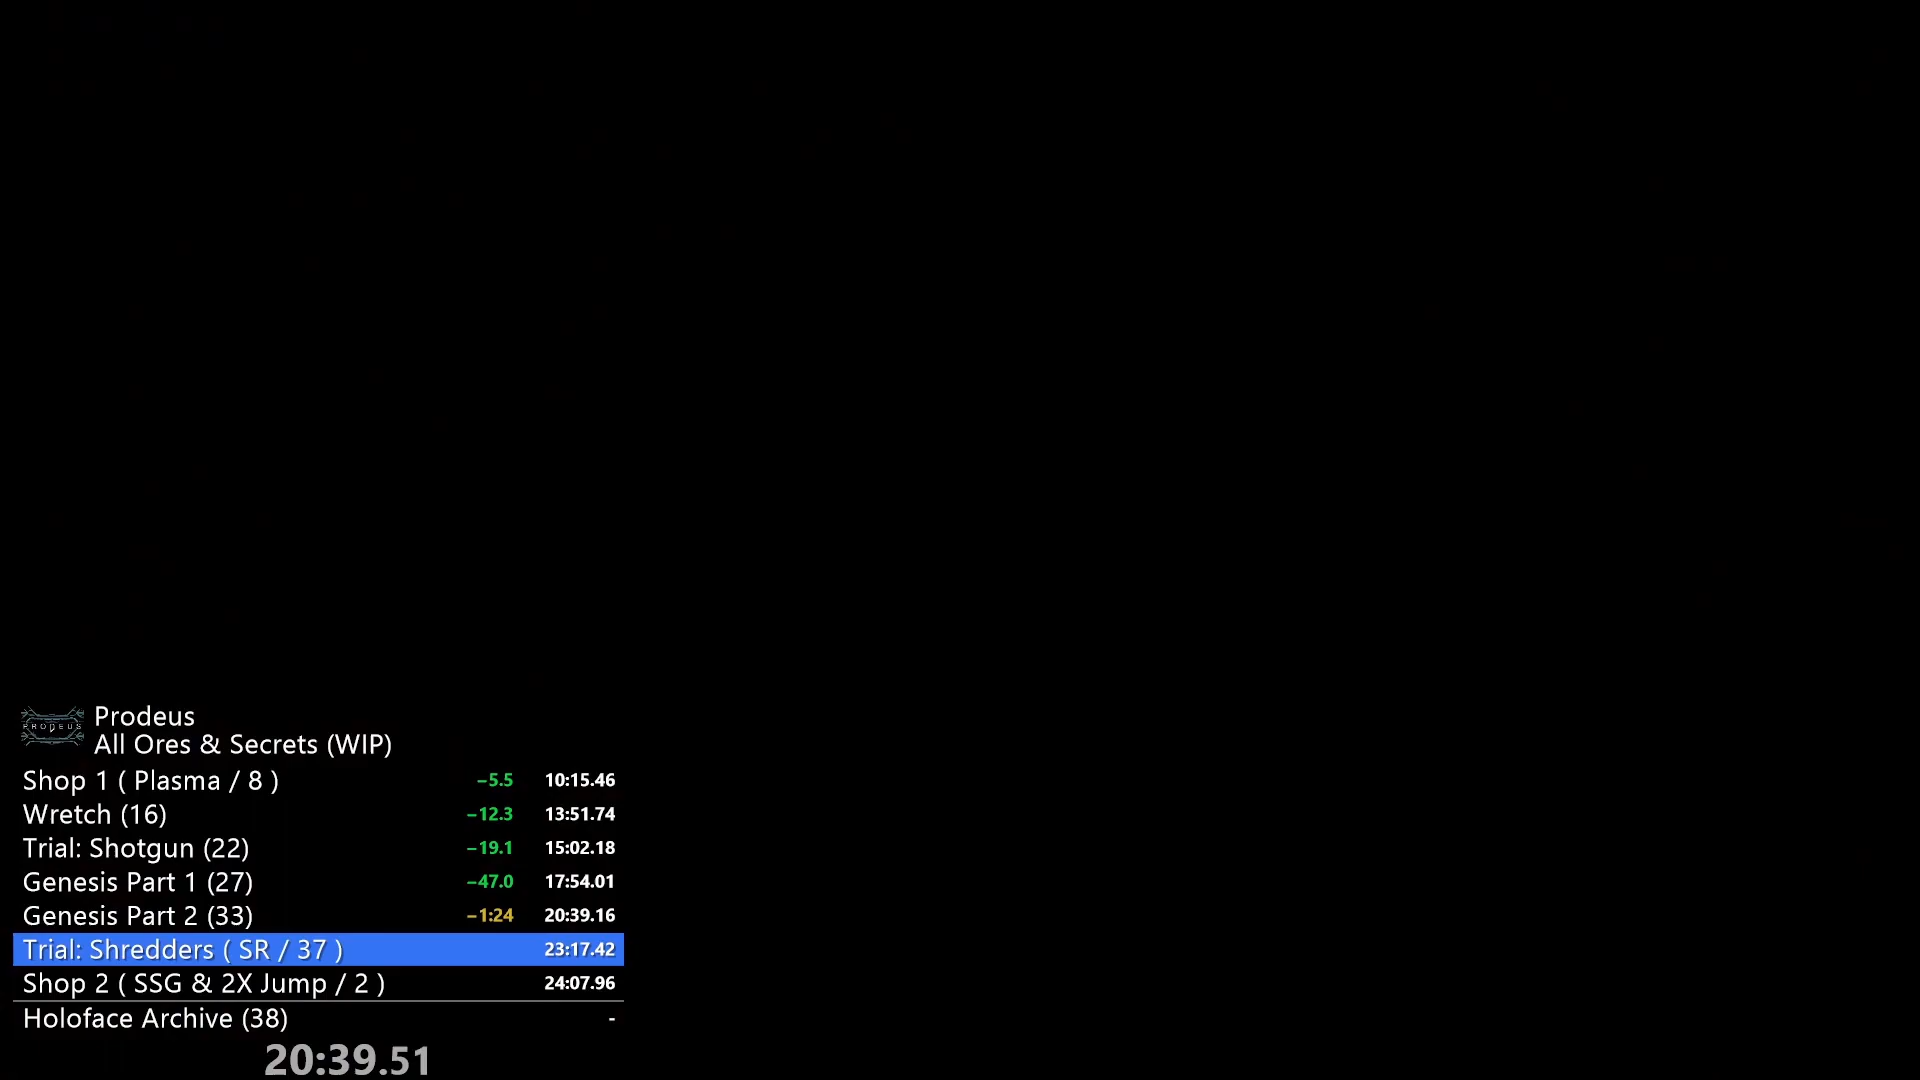 PRODEUS
Prodeus
All Ores & Secrets (WIP)
Shop 1 ( Plasma / 8 ) −5.5 10:15.46
Wretch (16) −12.3 13:51.74
Trial: Shotgun (22) −19.1 15:02.18
Genesis Part 1 (27) −47.0 17:54.01
Genesis Part 2 (33) −1:24 20:39.16
Trial: Shredders ( SR / 37 ) 23:17.42
Shop 2 ( SSG & 2X Jump / 2 ) 24:07.96
Holoface Archive (38) -
20:39.51